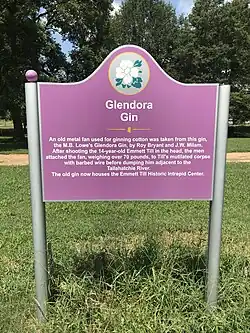 Glendora
Gin
An old metal fan used for ginning cotton was taken from this gin,
the M.B. Lowe's Glendora Gin, by Roy Bryant and J.W. Milam.
After shooting the 14-year-old Emmett Till in the head, the men
attached the fan, weighing over 70 pounds, to Till's mutilated corpse
with barbed wire before dumping him adjacent to the
Tallahatchie River.
The old gin now houses the Emmett Till Historic Intrepid Center.